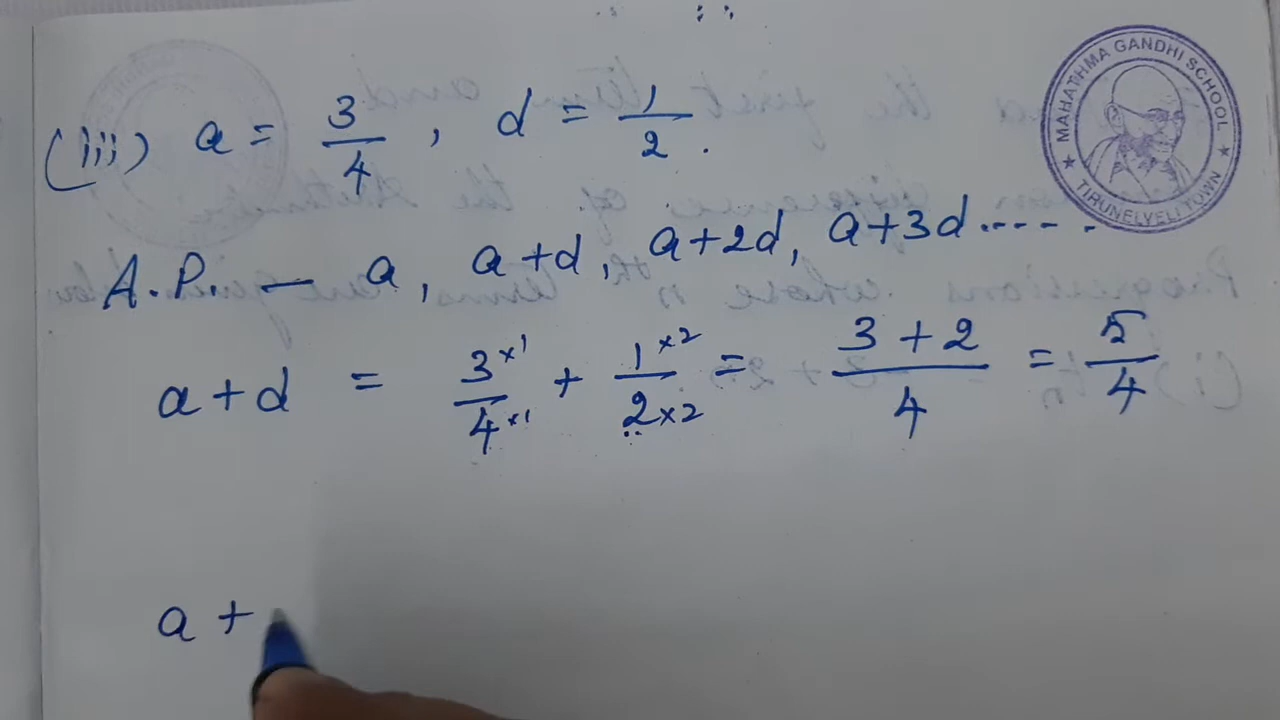 (iii) a = 3/4, d = 1/2.
A.P. — a, a+d, a+2d, a+3d.....
a+d = 3×1/4×1 + 1×2/2×2 = 3+2/4 = 5/4
a +
MAHATHMA GANDHI SCHOOL
TIRUNELVELI TOWN